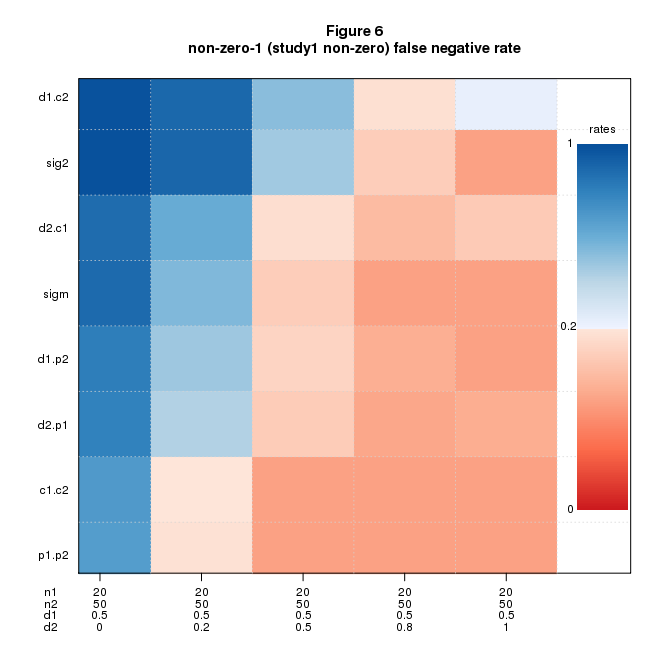 Figure 6
non-zero-1 (study1 non-zero) false negative rate
d1.c2
sig2
d2.c1
sigm
d1.p2
d2.p1
c1.c2
p1.p2
rates
1
0.2
0
n1 20 20 20 20 20
n2 50 50 50 50 50
d1 0.5 0.5 0.5 0.5 0.5
d2 0 0.2 0.5 0.8 1